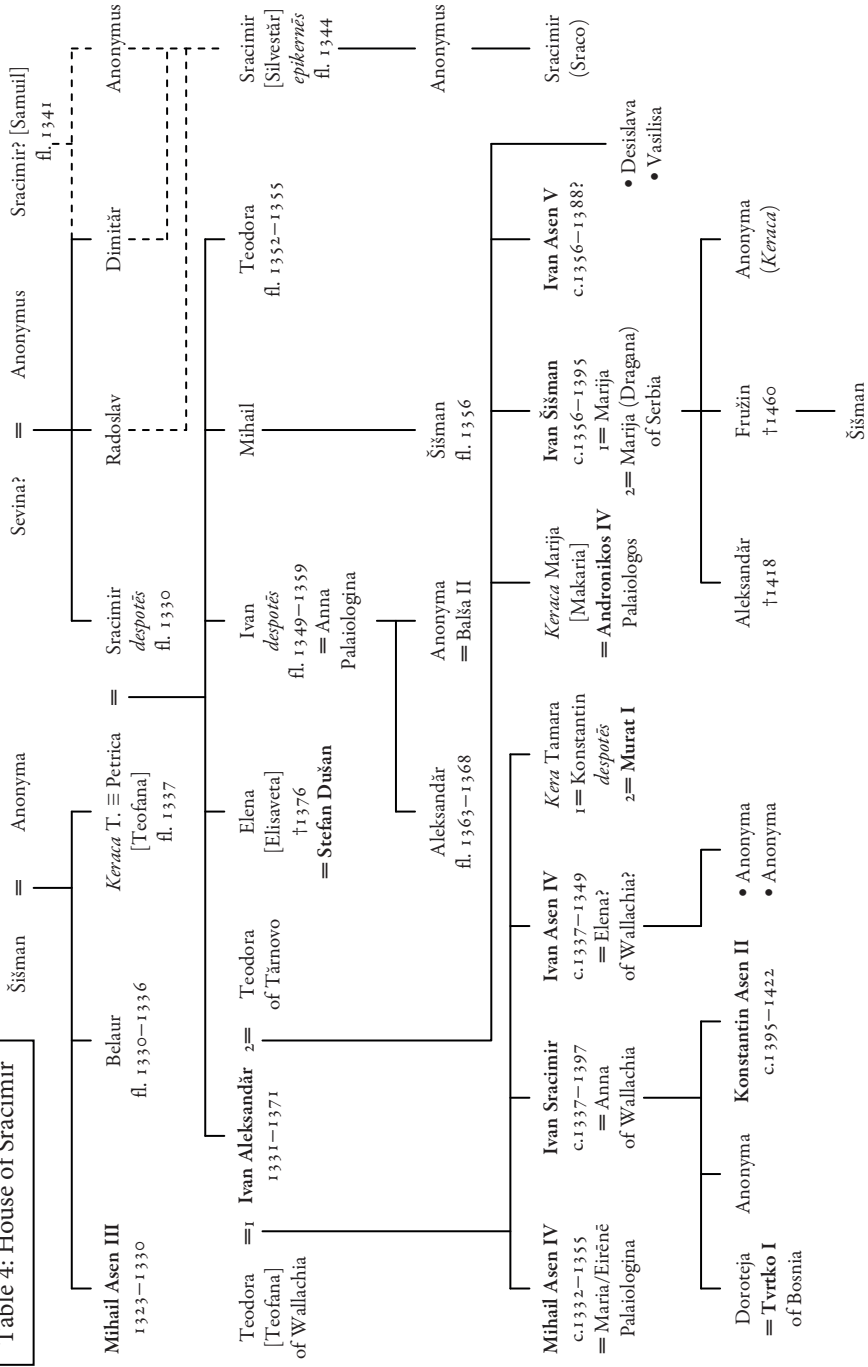 Table 4: House of Sracimir
Šišman = Anonyma
Sevina? = Anonymus
Sracimir? [Samuil]
fl. 1341
Mihail Asen III
1323–1330
Belaur
fl. 1330–1336
Keraca T. ≡ Petrica
[Teofana]
fl. 1337
=
Sracimir
despotēs
fl. 1330
Radoslav
Dimităr
Anonymus
Teodora
[Teofana]
of Wallachia
=1
Ivan Aleksandăr
1331–1371
2=
Teodora
of Tărnovo
Elena
[Elisaveta]
†1376
= Stefan Dušan
Ivan
despotēs
fl. 1349–1359
= Anna
Palaiologina
Mihail
Teodora
fl. 1352–1355
Sracimir
[Silvestăr]
epikernēs
fl. 1344
Aleksandăr
fl. 1363–1368
Anonyma
= Balša II
Šišman
fl. 1356
Anonymus
Mihail Asen IV
c.1332–1355
= Maria/Eirēnē
Palaiologina
Ivan Sracimir
c.1337–1397
= Anna
of Wallachia
Ivan Asen IV
c.1337–1349
= Elena?
of Wallachia?
Kera Tamara
1= Konstantin
despotēs
2= Murat I
Keraca Marija
[Makaria]
= Andronikos IV
Palaiologos
Ivan Šišman
c.1356–1395
1= Marija
2= Marija (Dragana)
of Serbia
Ivan Asen V
c.1356–1388?
• Desislava
• Vasilisa
Sracimir
(Sraco)
Doroteja
= Tvrtko I
of Bosnia
Anonyma
Konstantin Asen II
c.1395–1422
• Anonyma
• Anonyma
Aleksandăr
†1418
Fružin
†1460
Anonyma
(Keraca)
Šišman